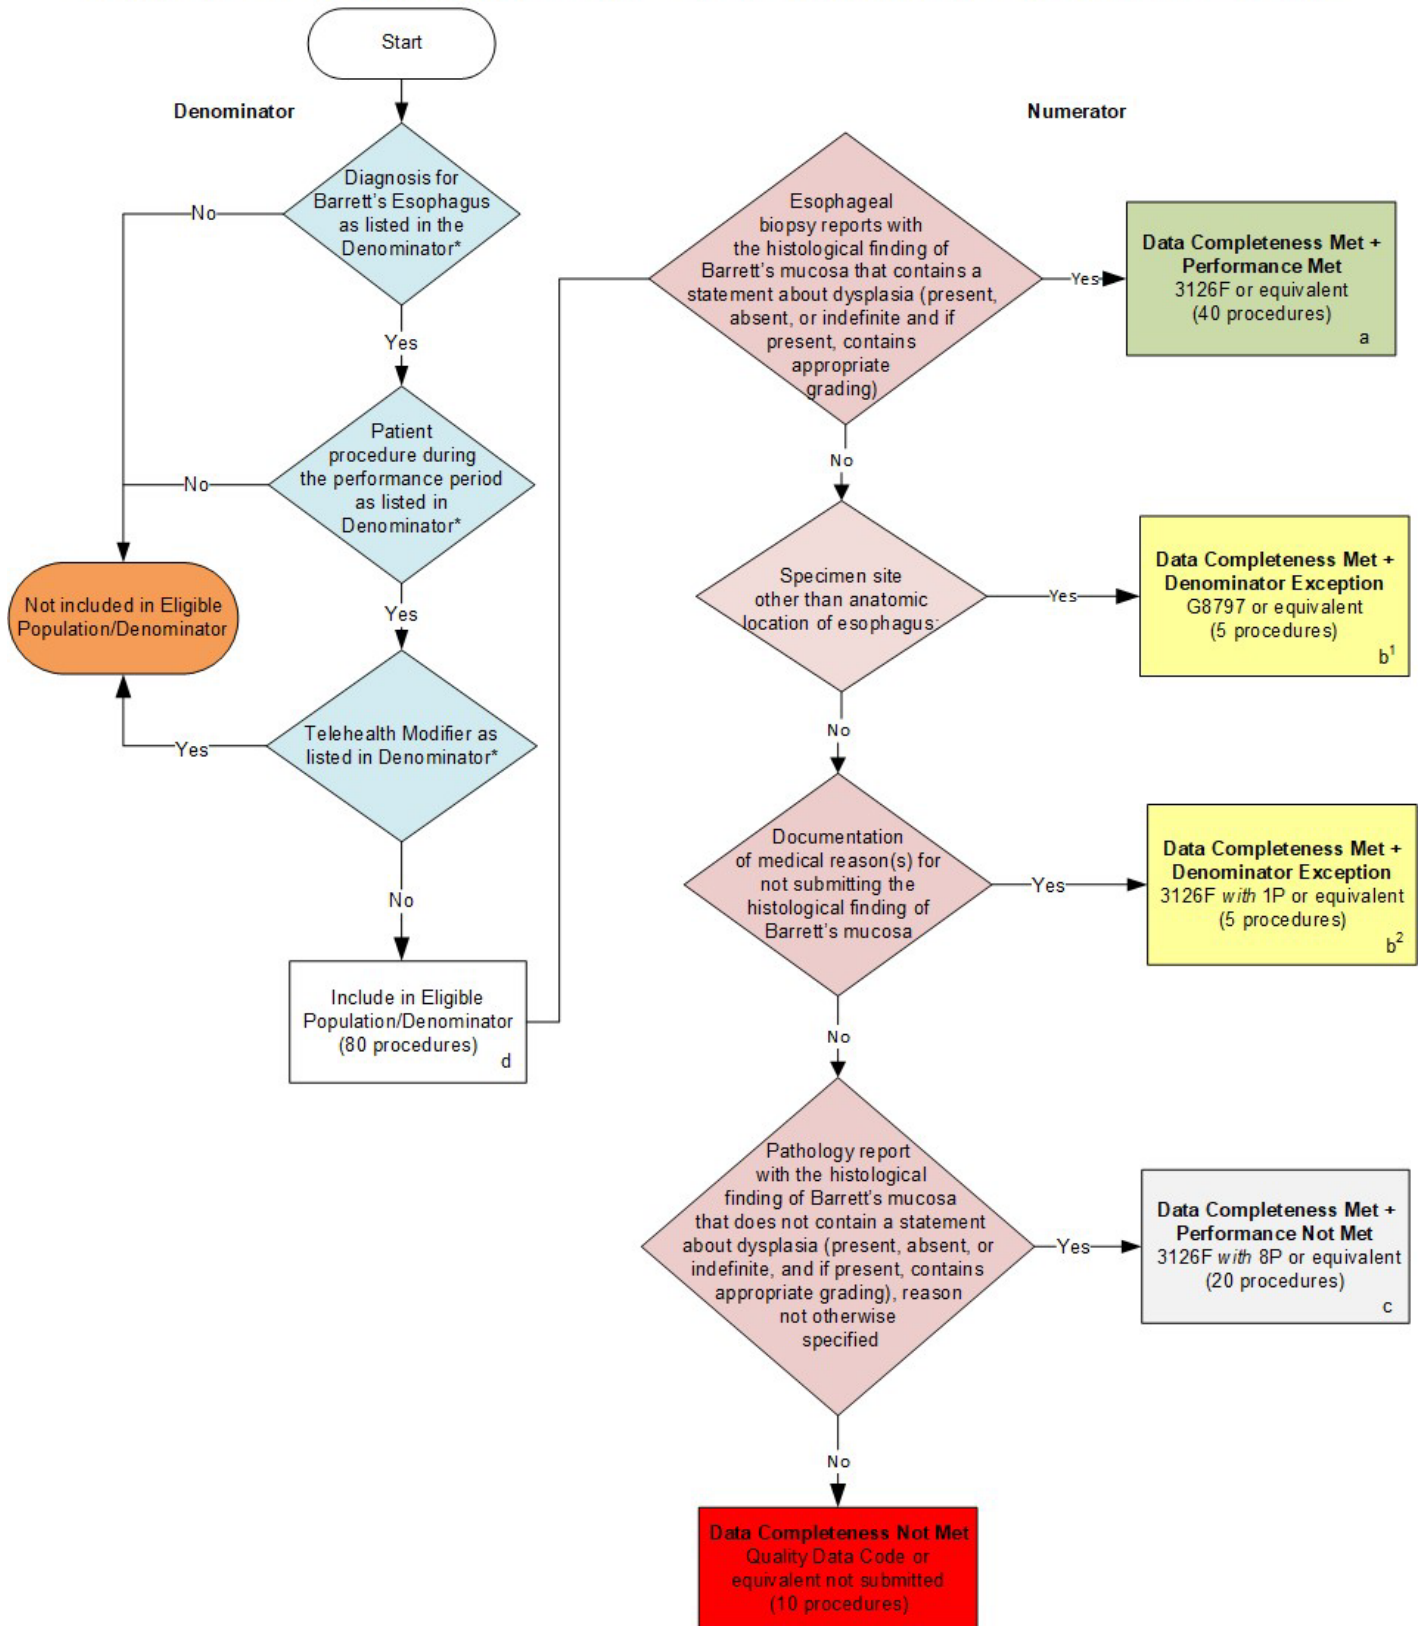 Start
Denominator
Diagnosis for
Barrett's Esophagus
as listed in the
Denominator*
No
Yes
Patient
procedure during
the performance period
as listed in
Denominator*
No
Yes
Not included in Eligible
Population/Denominator
Telehealth Modifier as
listed in Denominator*
Yes
No
Include in Eligible
Population/Denominator
(80 procedures)
d
Numerator
Esophageal
biopsy reports with
the histological finding of
Barrett's mucosa that contains a
statement about dysplasia (present,
absent, or indefinite and if
present, contains
appropriate
grading)
Yes
Data Completeness Met +
Performance Met
3126F or equivalent
(40 procedures)
a
No
Specimen site
other than anatomic
location of esophagus:
Yes
Data Completeness Met +
Denominator Exception
G8797 or equivalent
(5 procedures)
b¹
No
Documentation
of medical reason(s) for
not submitting the
histological finding of
Barrett's mucosa
Yes
Data Completeness Met +
Denominator Exception
3126F with 1P or equivalent
(5 procedures)
b²
No
Pathology report
with the histological
finding of Barrett's mucosa
that does not contain a statement
about dysplasia (present, absent, or
indefinite, and if present, contains
appropriate grading), reason
not otherwise
specified
Yes
Data Completeness Met +
Performance Not Met
3126F with 8P or equivalent
(20 procedures)
c
No
Data Completeness Not Met
Quality Data Code or
equivalent not submitted
(10 procedures)